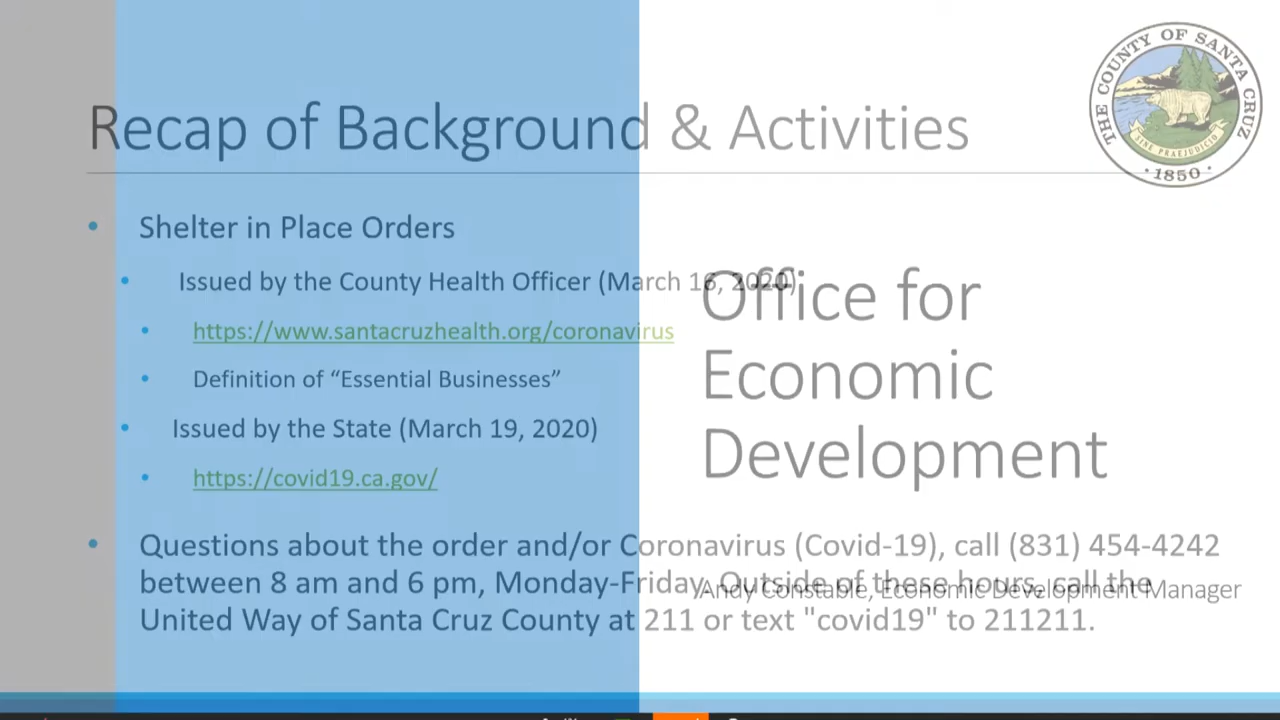 THE COUNTY OF SANTA CRUZ
SINE PRAEJUDICIO
· 1850 ·
Recap of Background & Activities
• Shelter in Place Orders
• Issued by the County Health Officer (March 16, 2020)
• https://www.santacruzhealth.org/coronavirus
• Definition of “Essential Businesses”
• Issued by the State (March 19, 2020)
• https://covid19.ca.gov/
• Questions about the order and/or Coronavirus (Covid-19), call (831) 454-4242
between 8 am and 6 pm, Monday-Friday. Outside of these hours, call the
United Way of Santa Cruz County at 211 or text "covid19" to 211211.
Office for
Economic
Development
Andy Constable, Economic Development Manager